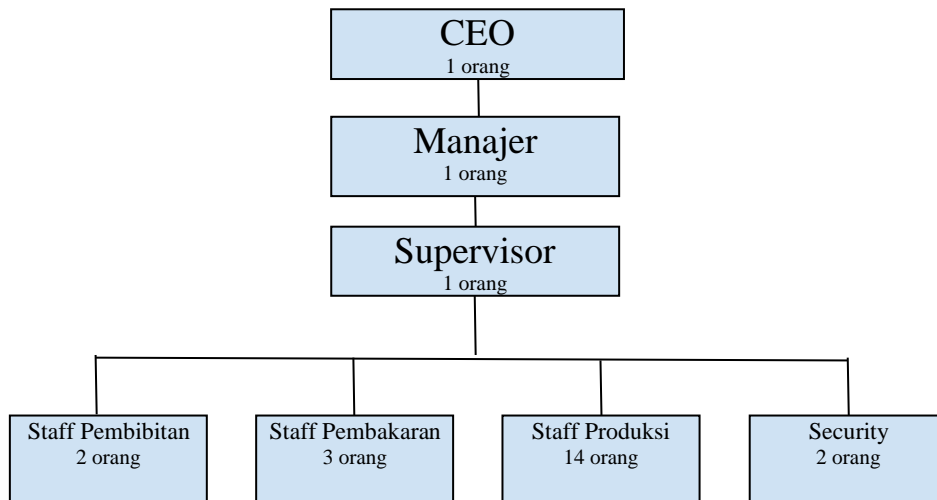 CEO
1 orang
Manajer
1 orang
Supervisor
1 orang
Staff Pembibitan
2 orang
Staff Pembakaran
3 orang
Staff Produksi
14 orang
Security
2 orang